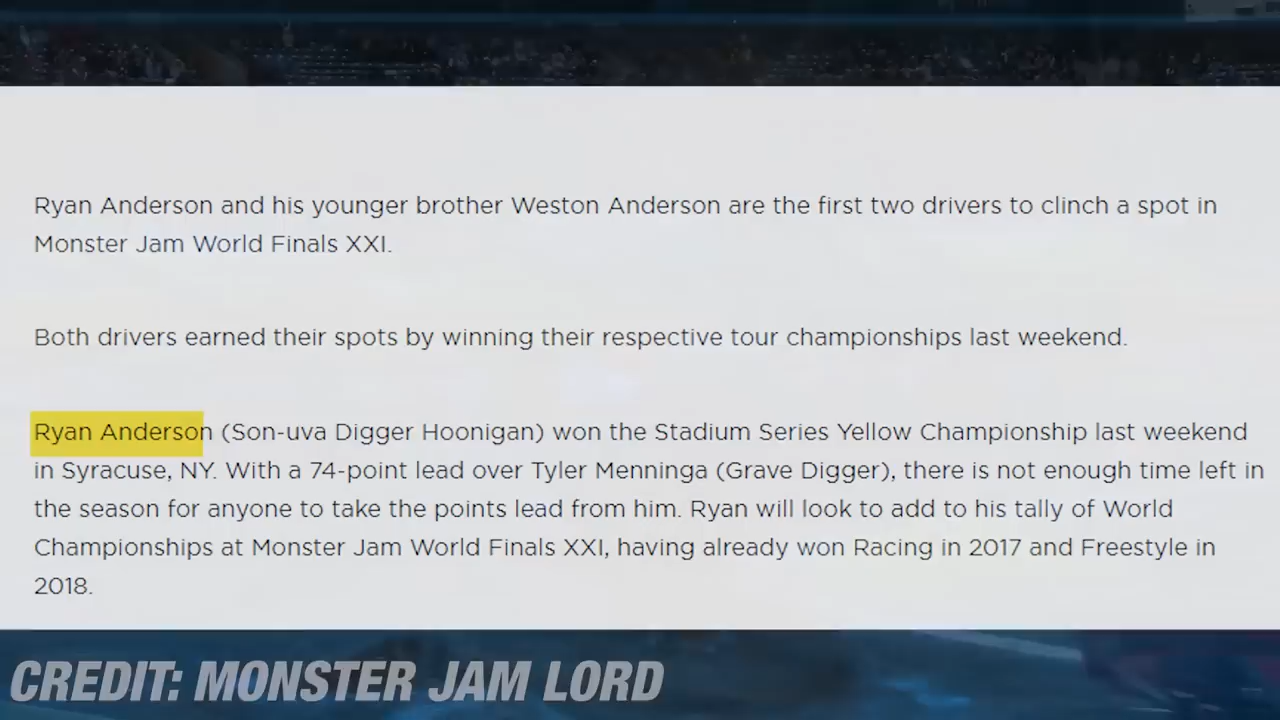 Ryan Anderson and his younger brother Weston Anderson are the first two drivers to clinch a spot in
Monster Jam World Finals XXI.
Both drivers earned their spots by winning their respective tour championships last weekend.
Ryan Anderson (Son-uva Digger Hoonigan) won the Stadium Series Yellow Championship last weekend
in Syracuse, NY. With a 74-point lead over Tyler Menninga (Grave Digger), there is not enough time left in
the season for anyone to take the points lead from him. Ryan will look to add to his tally of World
Championships at Monster Jam World Finals XXI, having already won Racing in 2017 and Freestyle in
2018.
CREDIT: MONSTER JAM LORD